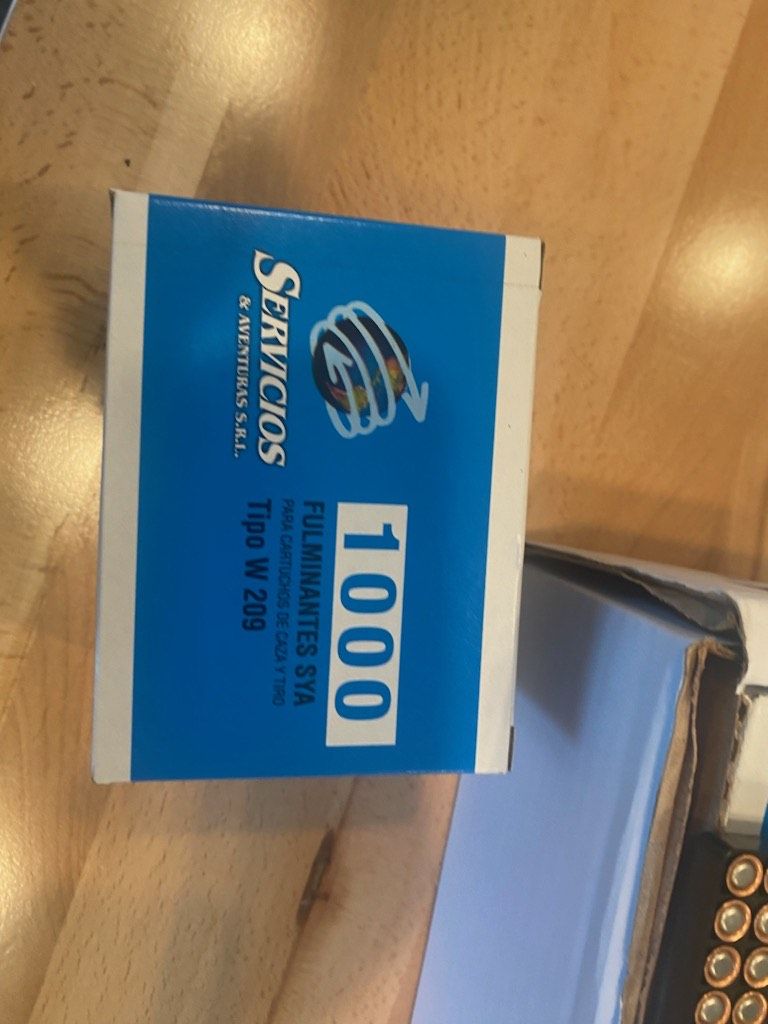 SERVICIOS
& AVENTURAS S.R.L.
1000
FULMINANTES SYA
PARA CARTUCHOS DE CAZA Y TIRO
Tipo W 209